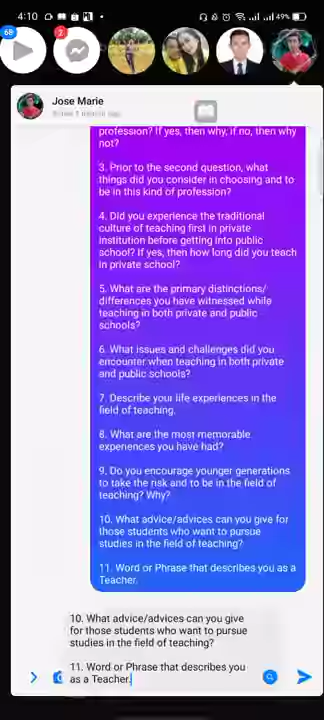 4:10
49%
68
2
Jose Marie
profession? If yes, then why, if no, then why
not?
3. Prior to the second question, what
things did you consider in choosing and to
be in this kind of profession?
4. Did you experience the traditional
culture of teaching first in private
institution before getting into public
school? If yes, then how long did you teach
in private school?
5. What are the primary distinctions/
differences you have witnessed while
teaching in both private and public
schools?
6. What issues and challenges did you
encounter when teaching in both private
and public schools?
7. Describe your life experiences in the
field of teaching.
8. What are the most memorable
experiences you have had?
9. Do you encourage younger generations
to take the risk and to be in the field of
teaching? Why?
10. What advice/advices can you give for
those students who want to pursue
studies in the field of teaching?
11. Word or Phrase that describes you as a
Teacher.
10. What advice/advices can you give
for those students who want to pursue
studies in the field of teaching?
11. Word or Phrase that describes you
as a Teacher.